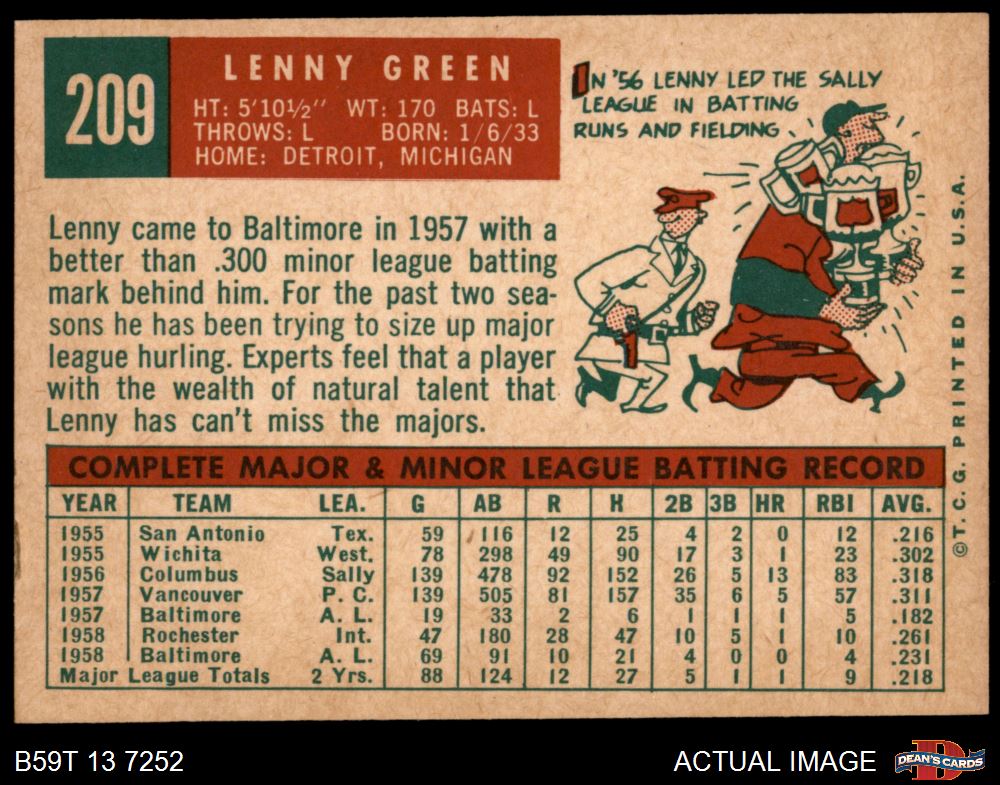 209
LENNY GREEN
HT: 5'10½" WT: 170 BATS: L
THROWS: L BORN: 1/6/33
HOME: DETROIT, MICHIGAN
IN '56 LENNY LED THE SALLY
LEAGUE IN BATTING
RUNS AND FIELDING
Lenny came to Baltimore in 1957 with a
better than .300 minor league batting
mark behind him. For the past two sea-
sons he has been trying to size up major
league hurling. Experts feel that a player
with the wealth of natural talent that
Lenny has can't miss the majors.
COMPLETE MAJOR & MINOR LEAGUE BATTING RECORD
YEAR TEAM LEA. G AB R H 2B 3B HR RBI AVG.
1955 San Antonio Tex. 59 116 12 25 4 2 0 12 .216
1955 Wichita West. 78 298 49 90 17 3 1 23 .302
1956 Columbus Sally 139 478 92 152 26 5 13 83 .318
1957 Vancouver P. C. 139 505 81 157 35 6 5 57 .311
1957 Baltimore A. L. 19 33 2 6 1 1 1 5 .182
1958 Rochester Int. 47 180 28 47 10 5 1 10 .261
1958 Baltimore A. L. 69 91 10 21 4 0 0 4 .231
Major League Totals 2 Yrs. 88 124 12 27 5 1 1 9 .218
©T. C. G. PRINTED IN U.S.A.
B59T 13 7252
ACTUAL IMAGE
DEAN'S CARDS